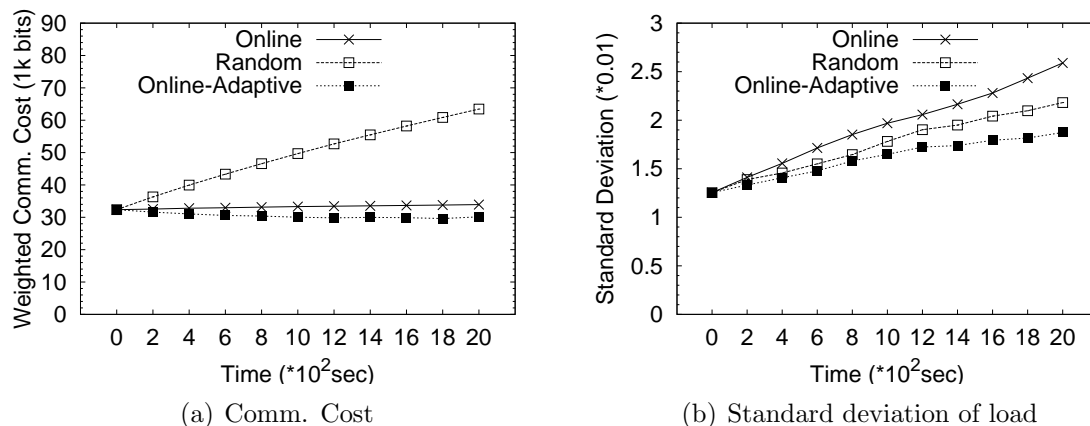 90
80
70
60
50
40
30
20
10
0
Weighted Comm. Cost (1k bits)
Online
Random
Online-Adaptive
0 2 4 6 8 10 12 14 16 18 20
Time (*10²sec)
(a) Comm. Cost
3
2.5
2
1.5
1
0.5
0
Standard Deviation (*0.01)
Online
Random
Online-Adaptive
0 2 4 6 8 10 12 14 16 18 20
Time (*10²sec)
(b) Standard deviation of load